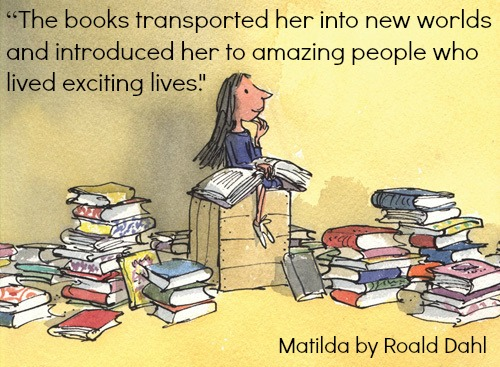 “The books transported her into new worlds
and introduced her to amazing people who
lived exciting lives."
Matilda by Roald Dahl